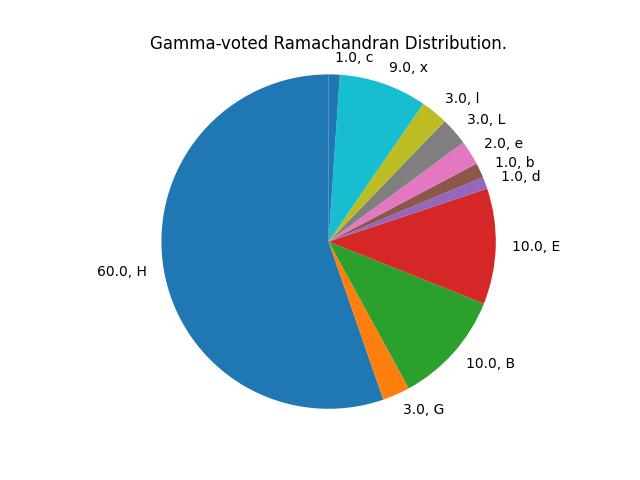 Gamma-voted Ramachandran Distribution.
1.0, c
9.0, x
3.0, l
3.0, L
2.0, e
1.0, b
1.0, d
10.0, E
60.0, H
10.0, B
3.0, G